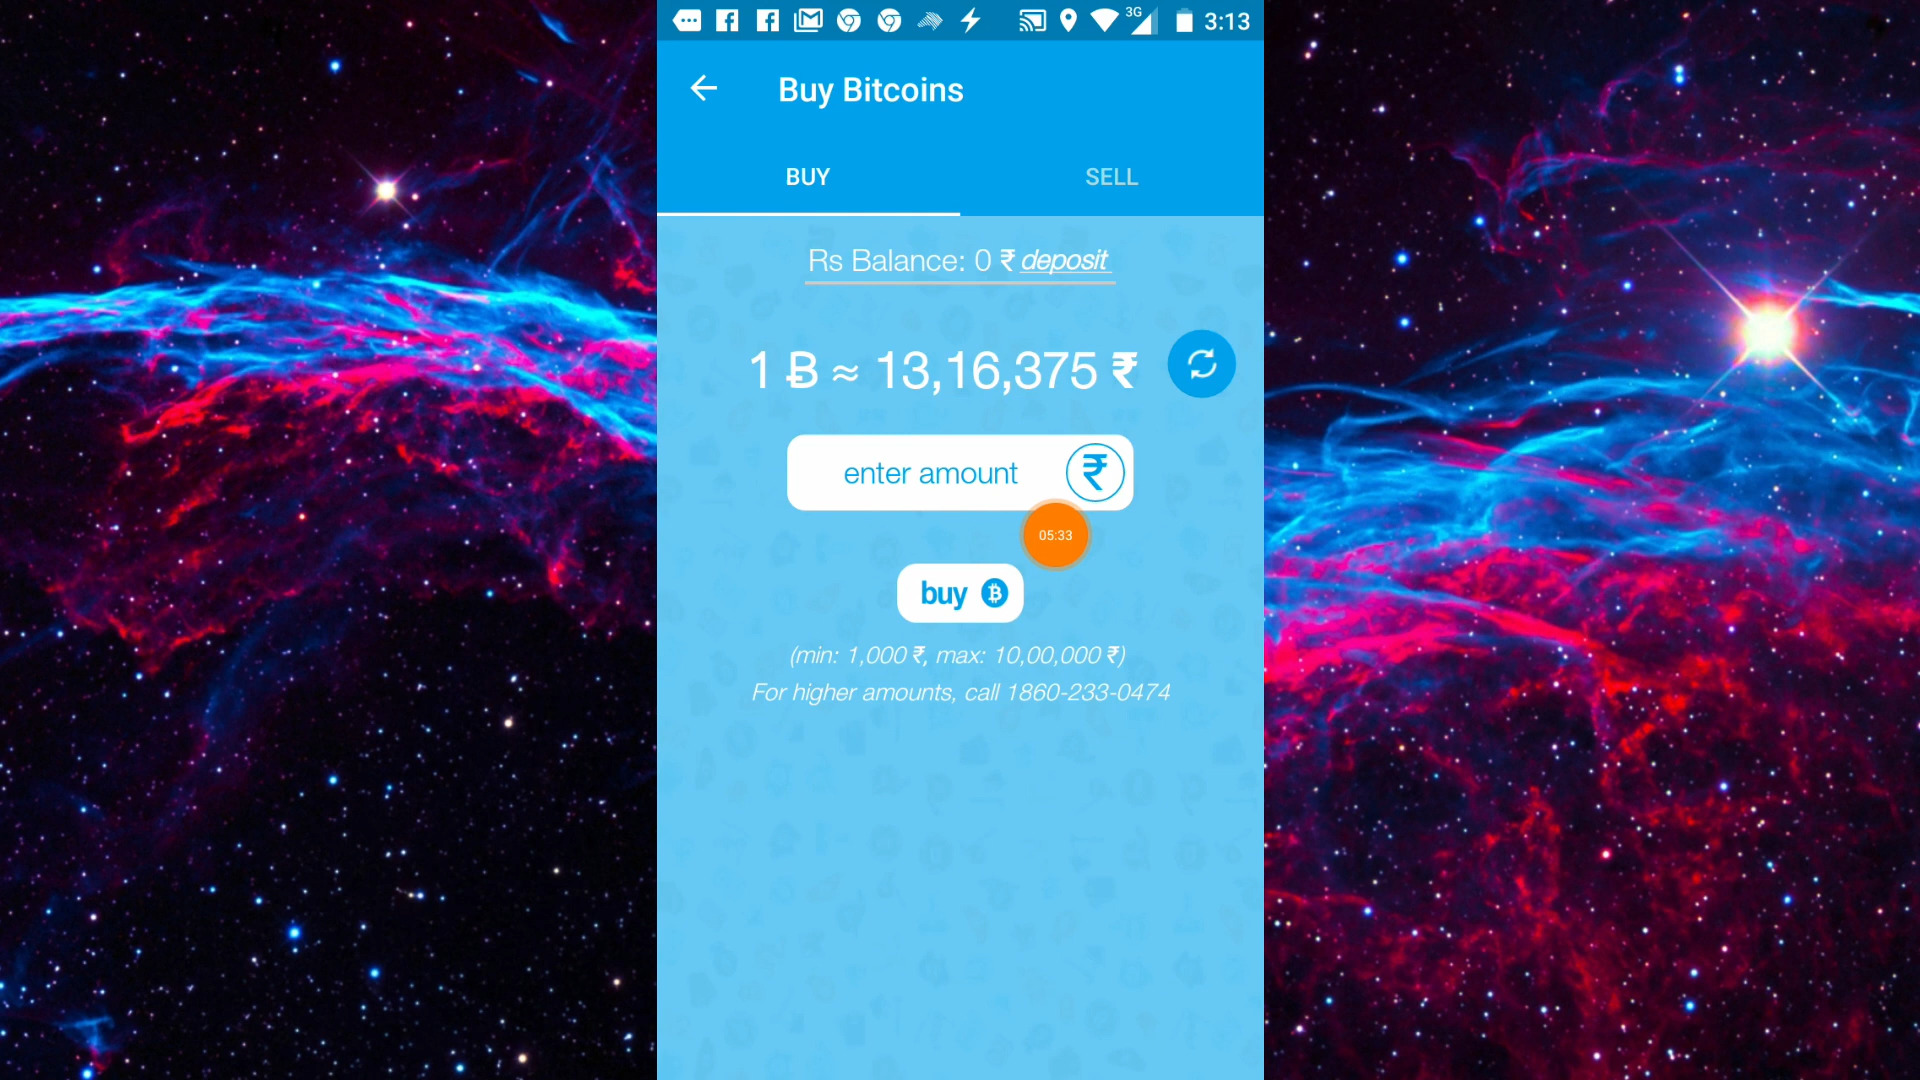 3G 3:13
Buy Bitcoins
BUY SELL
Rs Balance: 0 ₹ deposit
1 Ƀ ≈ 13,16,375 ₹
enter amount ₹
05:33
buy
(min: 1,000 ₹, max: 10,00,000 ₹)
For higher amounts, call 1860-233-0474